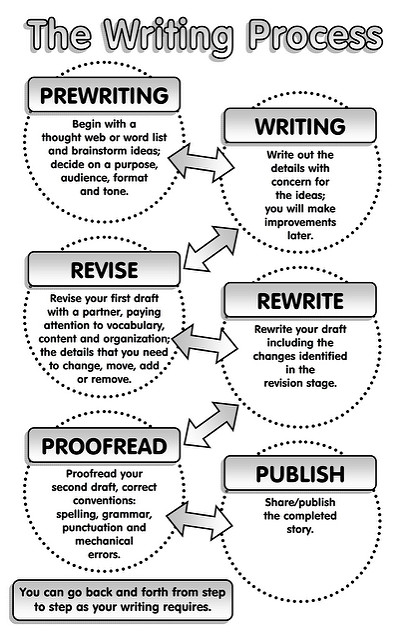 The Writing Process
PREWRITING
Begin with a
thought web or word list
and brainstorm ideas;
decide on a purpose,
audience, format
and tone.
WRITING
Write out the
details with
concern for
the ideas;
you will make
improvements
later.
REVISE
Revise your first draft
with a partner, paying
attention to vocabulary,
content and organization;
the details that you need
to change, move, add
or remove.
REWRITE
Rewrite your draft
including the
changes identified
in the
revision stage.
PROOFREAD
Proofread your
second draft, correct
conventions:
spelling, grammar,
punctuation and
mechanical
errors.
PUBLISH
Share/publish
the completed
story.
You can go back and forth from step
to step as your writing requires.